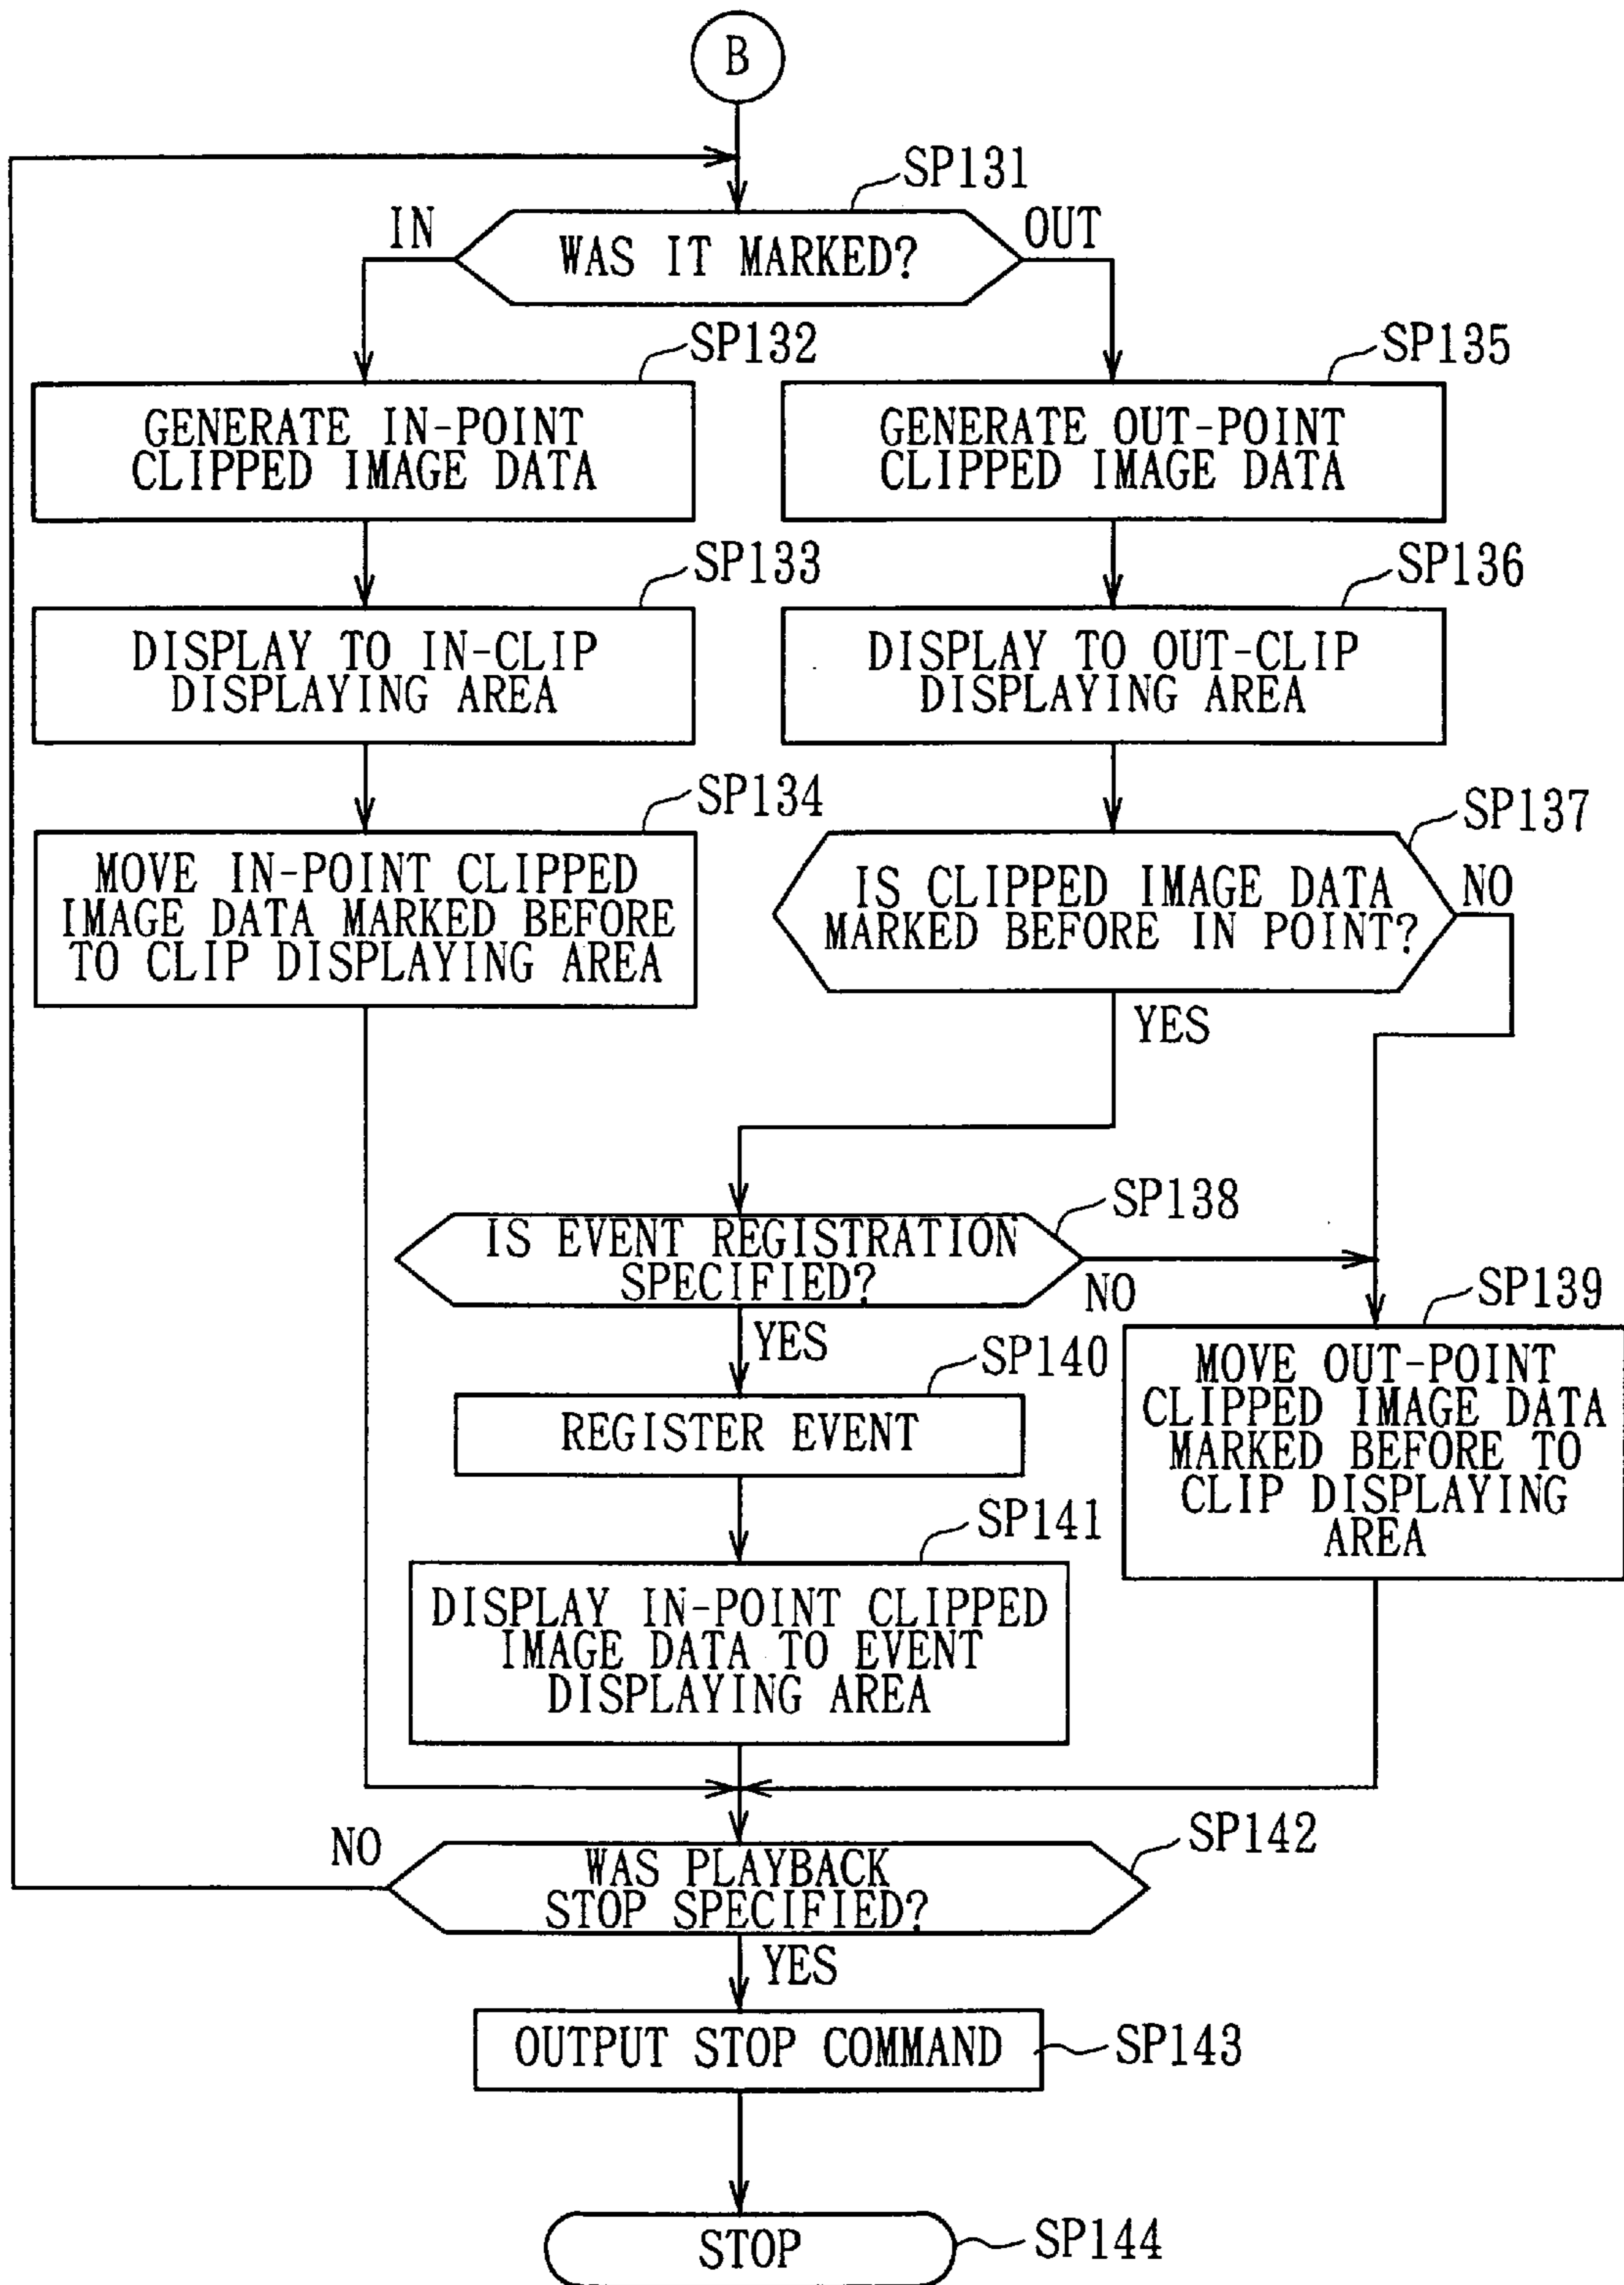 B
SP131
IN
WAS IT MARKED?
OUT
SP132
GENERATE IN-POINT
CLIPPED IMAGE DATA
SP135
GENERATE OUT-POINT
CLIPPED IMAGE DATA
SP133
DISPLAY TO IN-CLIP
DISPLAYING AREA
SP136
DISPLAY TO OUT-CLIP
DISPLAYING AREA
SP134
MOVE IN-POINT CLIPPED
IMAGE DATA MARKED BEFORE
TO CLIP DISPLAYING AREA
SP137
IS CLIPPED IMAGE DATA
MARKED BEFORE IN POINT?
NO
YES
SP138
IS EVENT REGISTRATION
SPECIFIED?
NO
YES
SP139
MOVE OUT-POINT
CLIPPED IMAGE DATA
MARKED BEFORE TO
CLIP DISPLAYING
AREA
SP140
REGISTER EVENT
SP141
DISPLAY IN-POINT CLIPPED
IMAGE DATA TO EVENT
DISPLAYING AREA
SP142
NO
WAS PLAYBACK
STOP SPECIFIED?
YES
OUTPUT STOP COMMAND
SP143
STOP
SP144